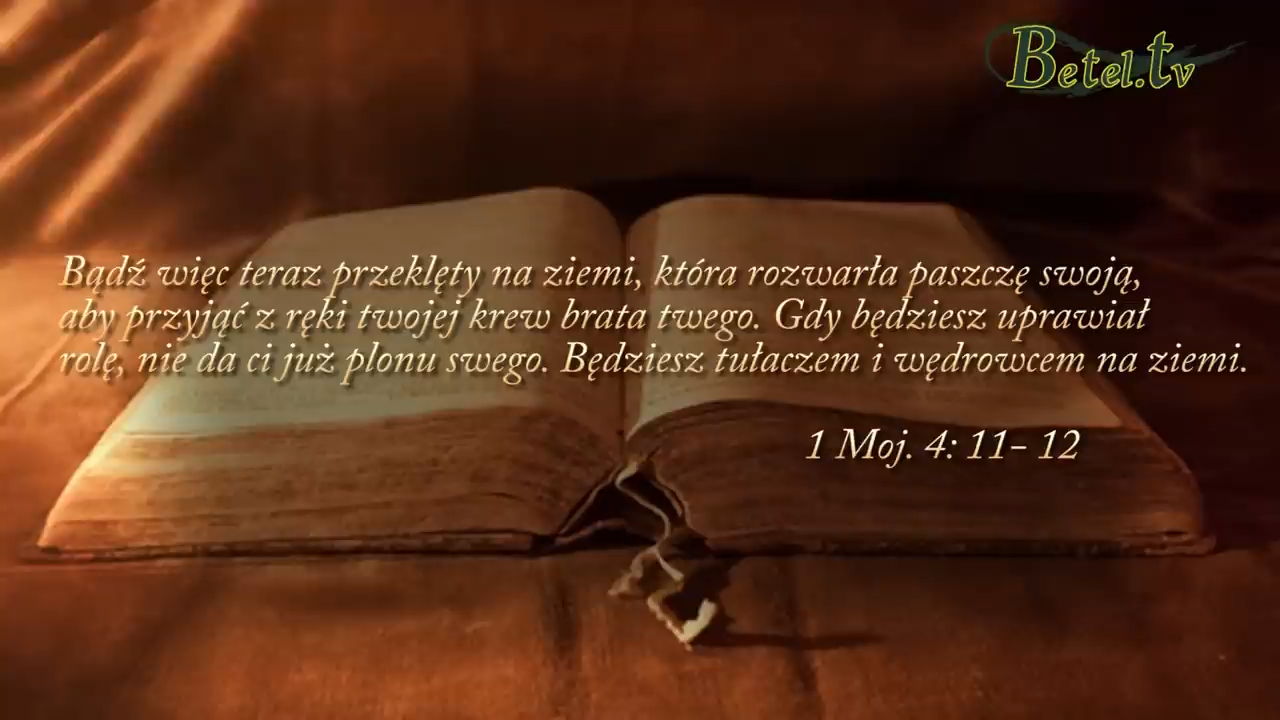 Betel.tv
Bądź więc teraz przeklęty na ziemi, która rozwarła paszczę swoją,
aby przyjąć z ręki twojej krew brata twego. Gdy będziesz uprawiał
rolę, nie da ci już plonu swego. Będziesz tułaczem i wędrowcem na ziemi.
1 Moj. 4: 11- 12